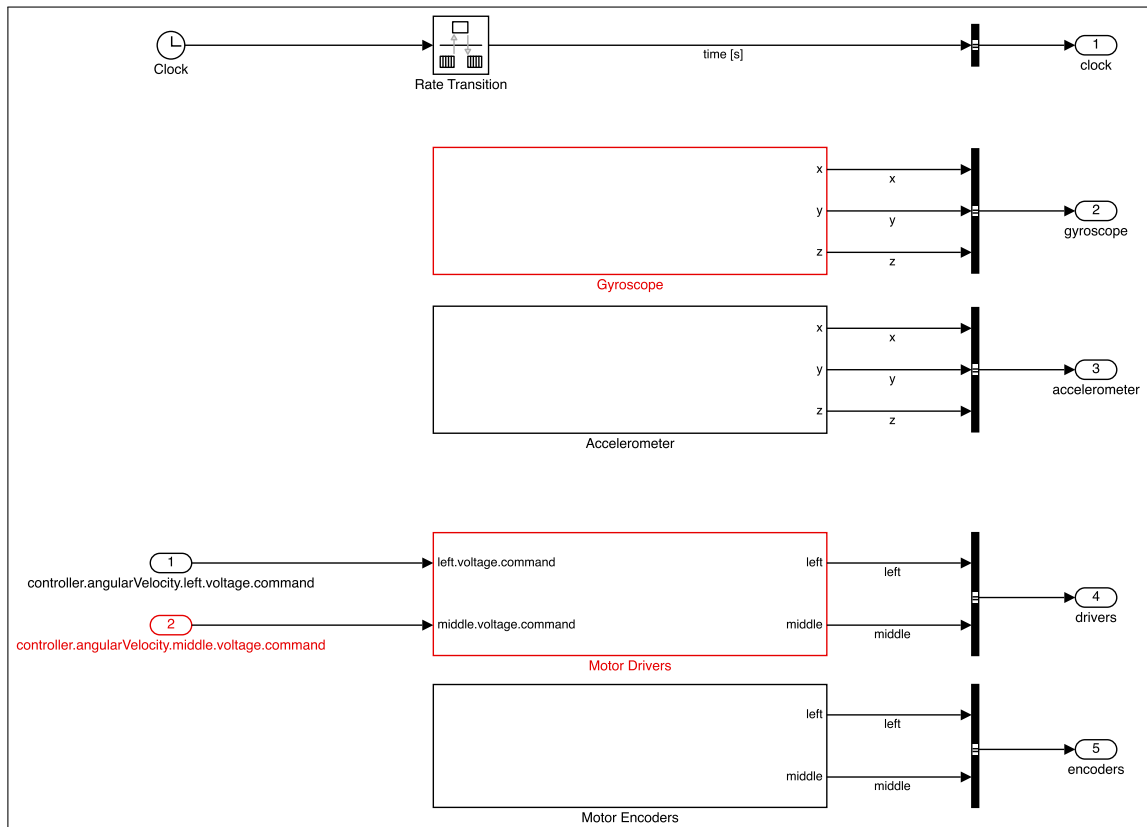 Clock
Rate Transition
time [s]
1
clock
x
x
y
y
z
z
2
gyroscope
Gyroscope
x
x
y
y
z
z
3
accelerometer
Accelerometer
1
controller.angularVelocity.left.voltage.command
left.voltage.command
left
left
2
controller.angularVelocity.middle.voltage.command
middle.voltage.command
middle
middle
4
drivers
Motor Drivers
left
left
middle
middle
5
encoders
Motor Encoders